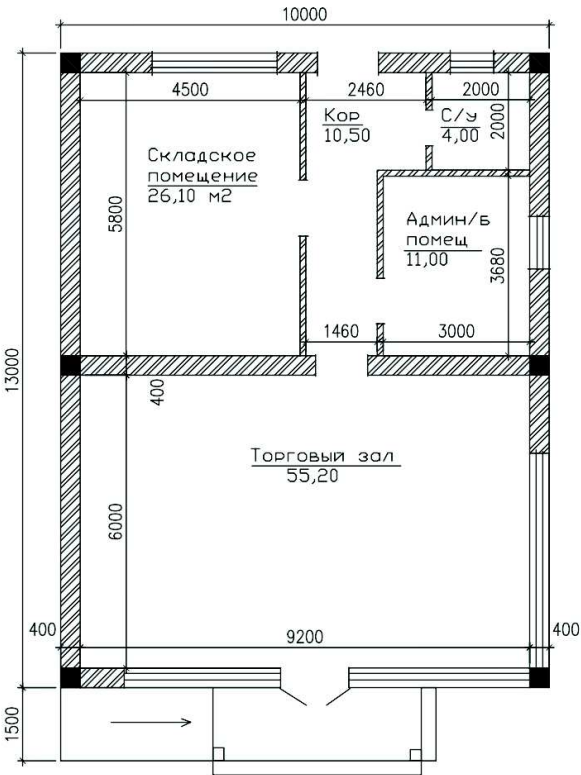 10000
4500
2460
2000
Кор
10,50
С/у
4,00
2000
Складское
помещение
26,10 м2
5800
Админ/Б
помещ
11,00
3680
13000
1460
3000
400
Торговый зал
55,20
6000
400
9200
400
1500